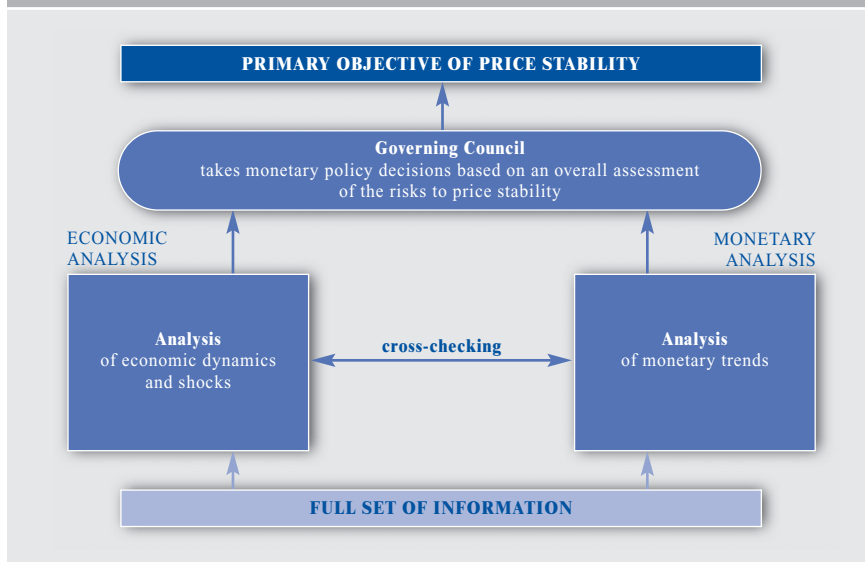 PRIMARY OBJECTIVE OF PRICE STABILITY
Governing Council
takes monetary policy decisions based on an overall assessment
of the risks to price stability
ECONOMIC
ANALYSIS
MONETARY
ANALYSIS
Analysis
of economic dynamics
and shocks
cross-checking
Analysis
of monetary trends
FULL SET OF INFORMATION